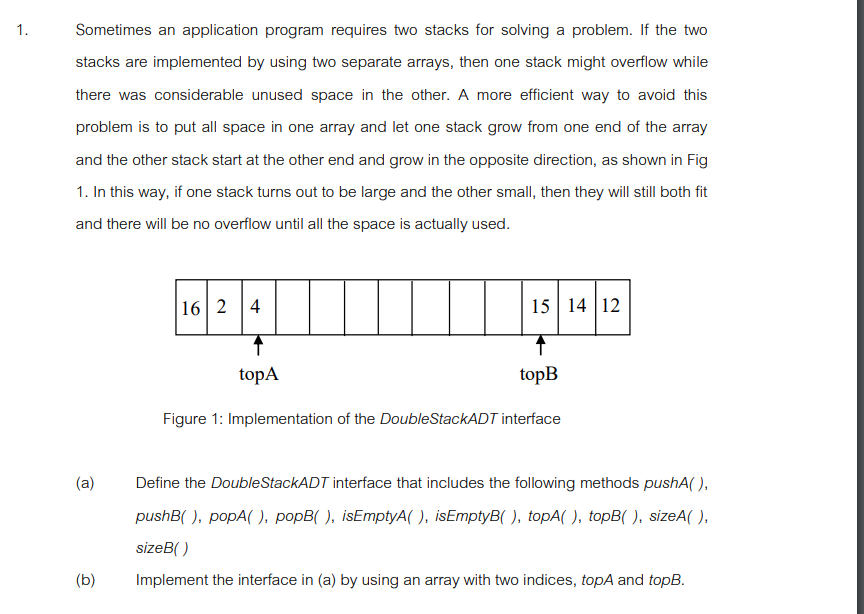 1. Sometimes an application program requires two stacks for solving a problem. If the two
stacks are implemented by using two separate arrays, then one stack might overflow while
there was considerable unused space in the other. A more efficient way to avoid this
problem is to put all space in one array and let one stack grow from one end of the array
and the other stack start at the other end and grow in the opposite direction, as shown in Fig
1. In this way, if one stack turns out to be large and the other small, then they will still both fit
and there will be no overflow until all the space is actually used.
16 2 4 15 14 12
topA topB
Figure 1: Implementation of the DoubleStackADT interface
(a) Define the DoubleStackADT interface that includes the following methods pushA( ),
pushB( ), popA( ), popB( ), isEmptyA( ), isEmptyB( ), topA( ), topB( ), sizeA( ),
sizeB( )
(b) Implement the interface in (a) by using an array with two indices, topA and topB.